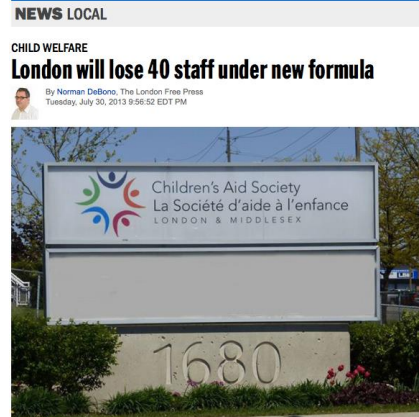 NEWS LOCAL
CHILD WELFARE
London will lose 40 staff under new formula
By Norman DeBono, The London Free Press
Tuesday, July 30, 2013 9:56:52 EDT PM
Children's Aid Society
La Société d'aide à l'enfance
LONDON & MIDDLESEX
1680